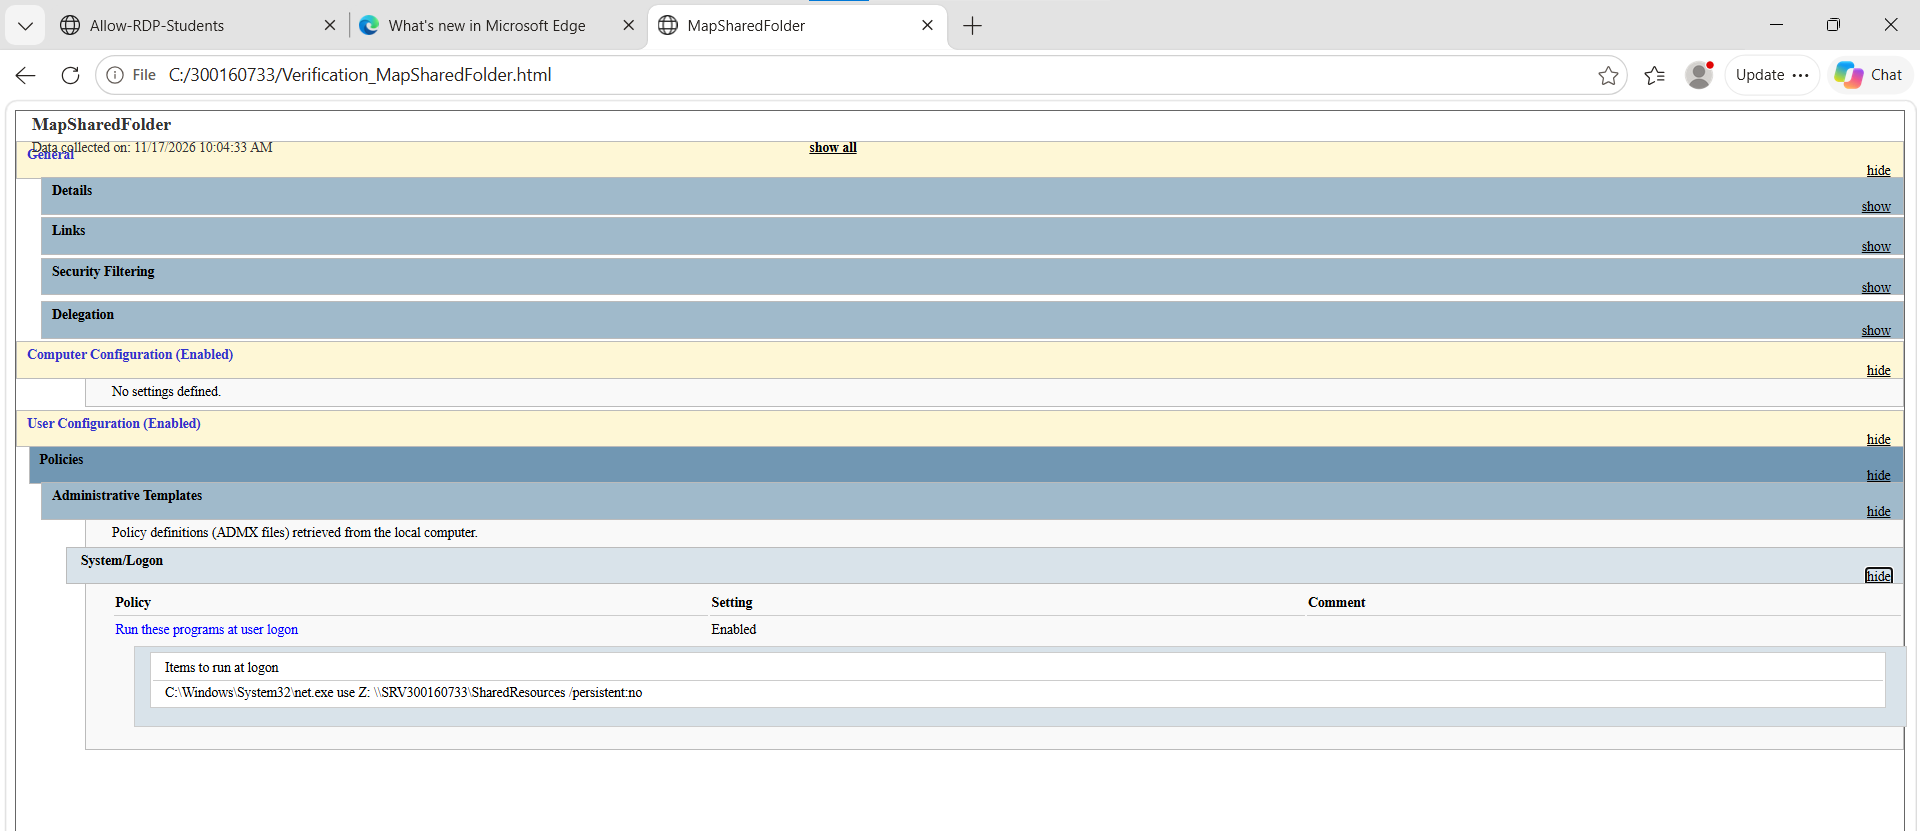 Allow-RDP-Students
What's new in Microsoft Edge
MapSharedFolder
File C:/300160733/Verification_MapSharedFolder.html
Update
Chat
MapSharedFolder
Data collected on: 11/17/2026 10:04:33 AM
show all
General
hide
Details
show
Links
show
Security Filtering
show
Delegation
show
Computer Configuration (Enabled)
hide
No settings defined.
User Configuration (Enabled)
hide
Policies
hide
Administrative Templates
hide
Policy definitions (ADMX files) retrieved from the local computer.
System/Logon
hide
Policy Setting Comment
Run these programs at user logon Enabled
Items to run at logon
C:\Windows\System32\net.exe use Z: \\SRV300160733\SharedResources /persistent:no